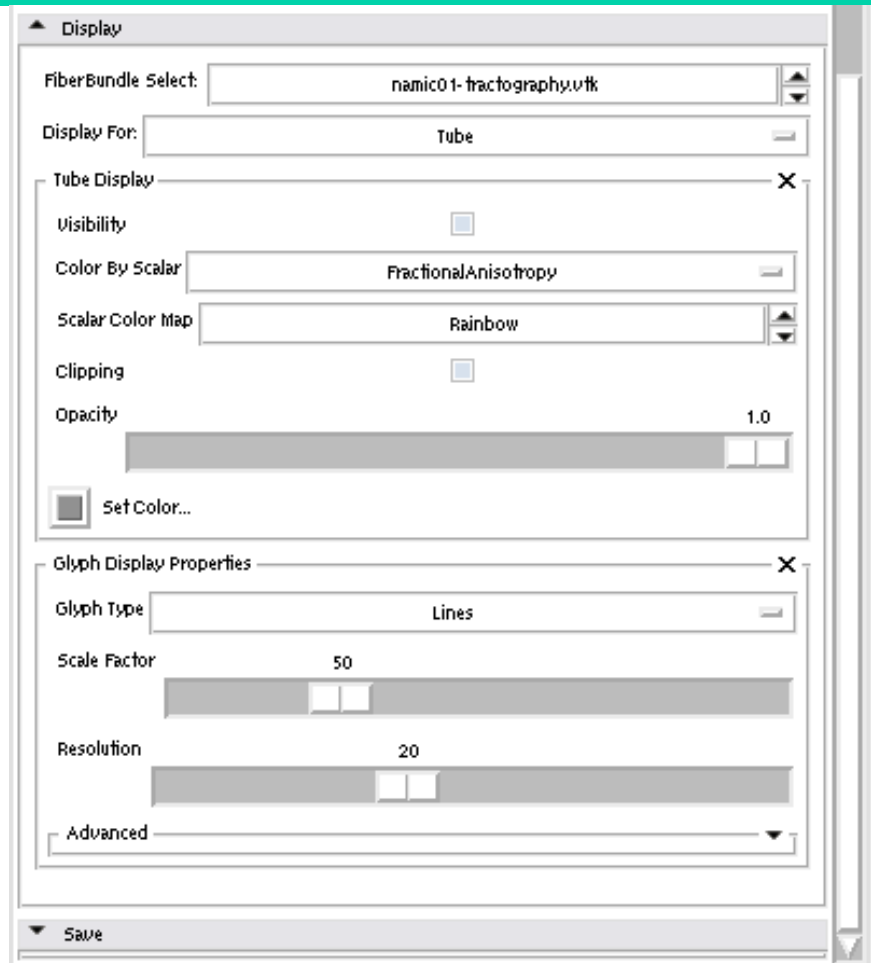 Display
FiberBundle Select:
namic01-tractography.vtk
Display For:
Tube
Tube Display
Visibility
Color By Scalar
FractionalAnisotropy
Scalar Color Map
Rainbow
Clipping
Opacity
1.0
Set Color...
Glyph Display Properties
Glyph Type
Lines
Scale Factor
50
Resolution
20
Advanced
Save